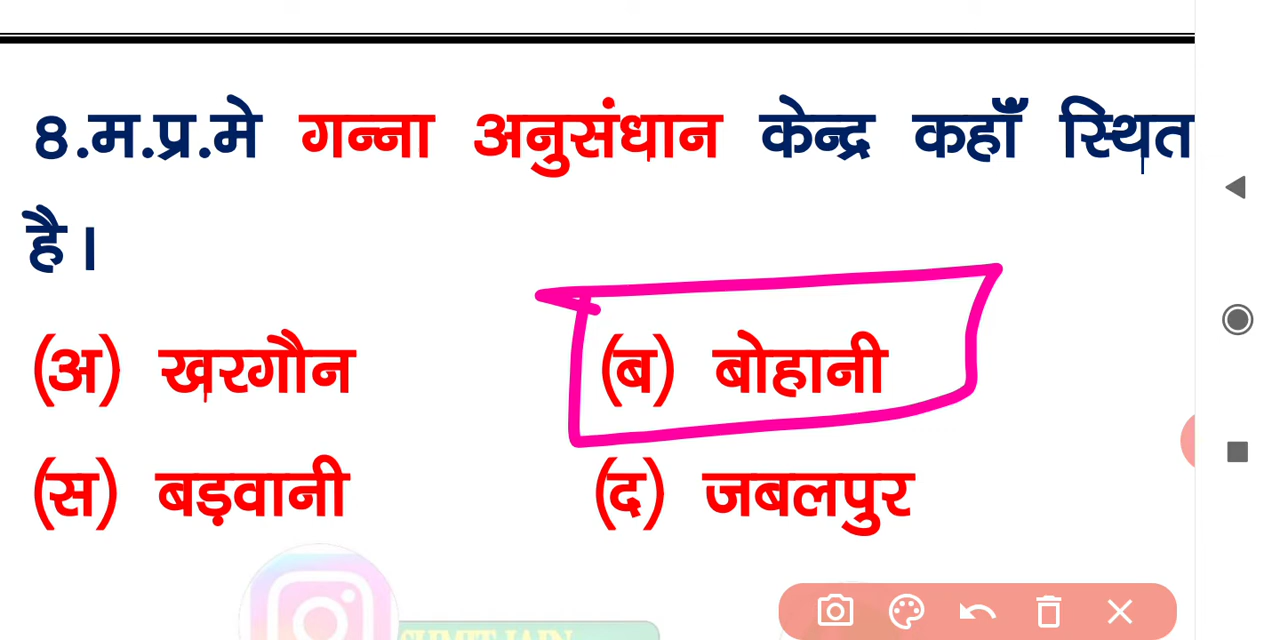 8.म.प्र.मे गन्ना अनुसंधान केन्द्र कहाँ स्थित
है।
(अ) खरगौन (ब) बोहानी
(स) बड़वानी (द) जबलपुर